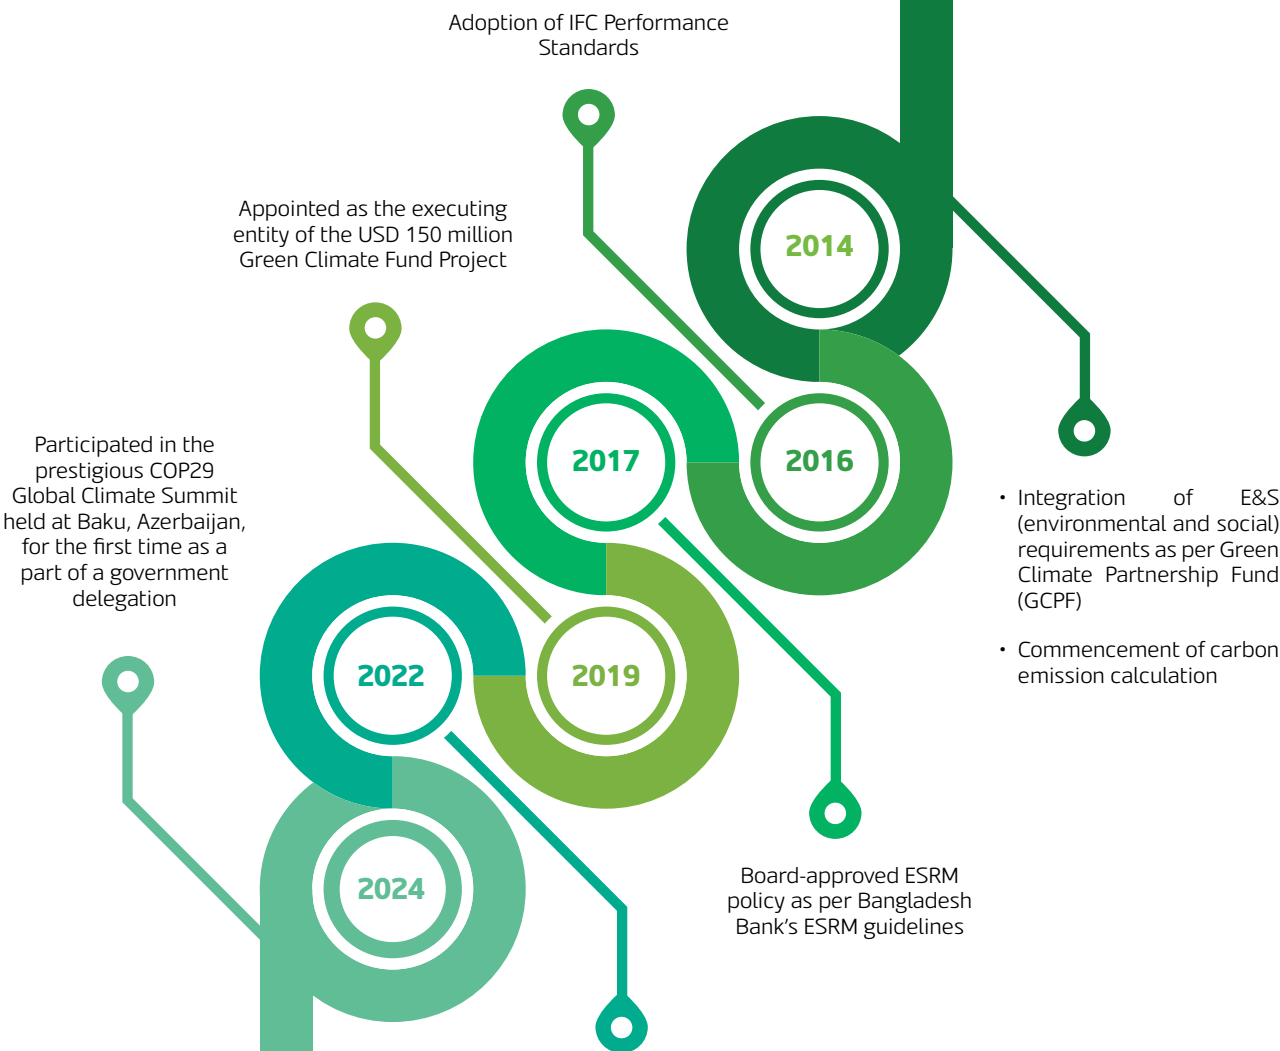 Adoption of IFC Performance
Standards
2014
Appointed as the executing
entity of the USD 150 million
Green Climate Fund Project
2017
2016
Participated in the
prestigious COP29
Global Climate Summit
held at Baku, Azerbaijan,
for the first time as a
part of a government
delegation
• Integration of E&S
(environmental and social)
requirements as per Green
Climate Partnership Fund
(GCPF)
• Commencement of carbon
emission calculation
2022
2019
2024
Board-approved ESRM
policy as per Bangladesh
Bank's ESRM guidelines